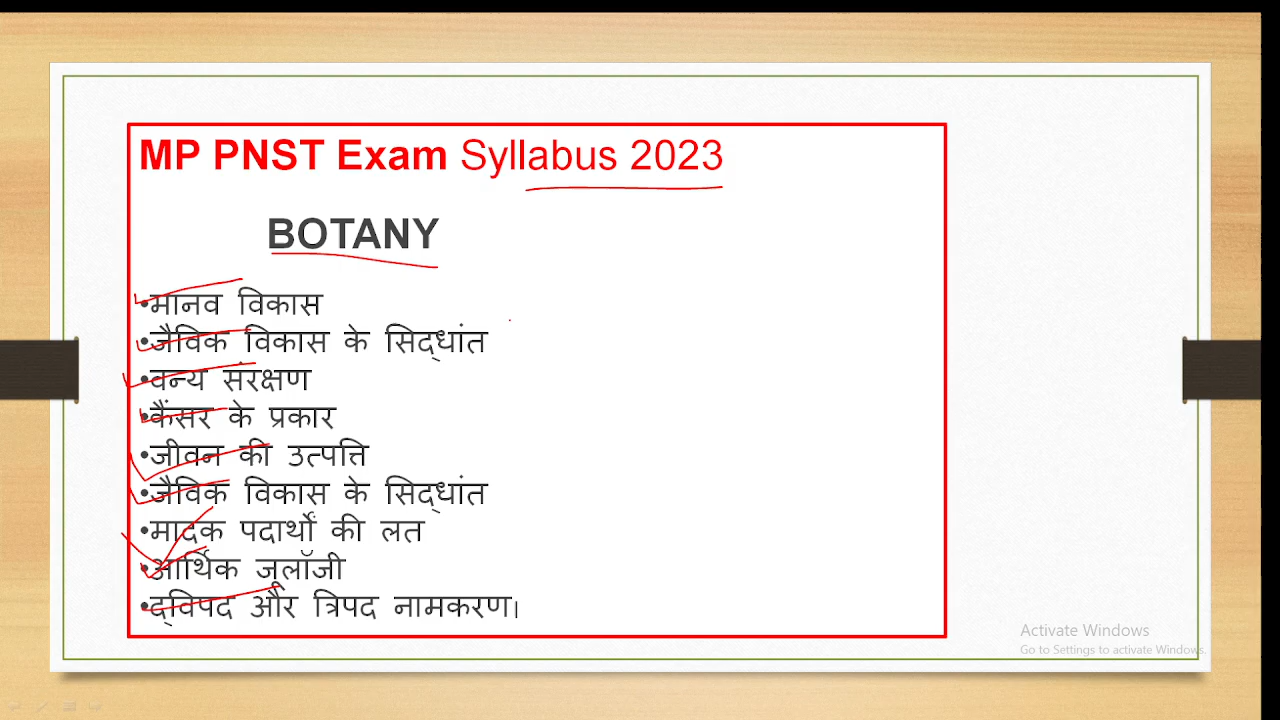 MP PNST Exam Syllabus 2023
BOTANY
•मानव विकास
•जैविक विकास के सिद्धांत
•वन्य संरक्षण
•कैंसर के प्रकार
•जीवन की उत्पत्ति
•जैविक विकास के सिद्धांत
•मादक पदार्थों की लत
•आर्थिक जूलॉजी
•द्विपद और त्रिपद नामकरण।
Activate Windows
Go to Settings to activate Windows.